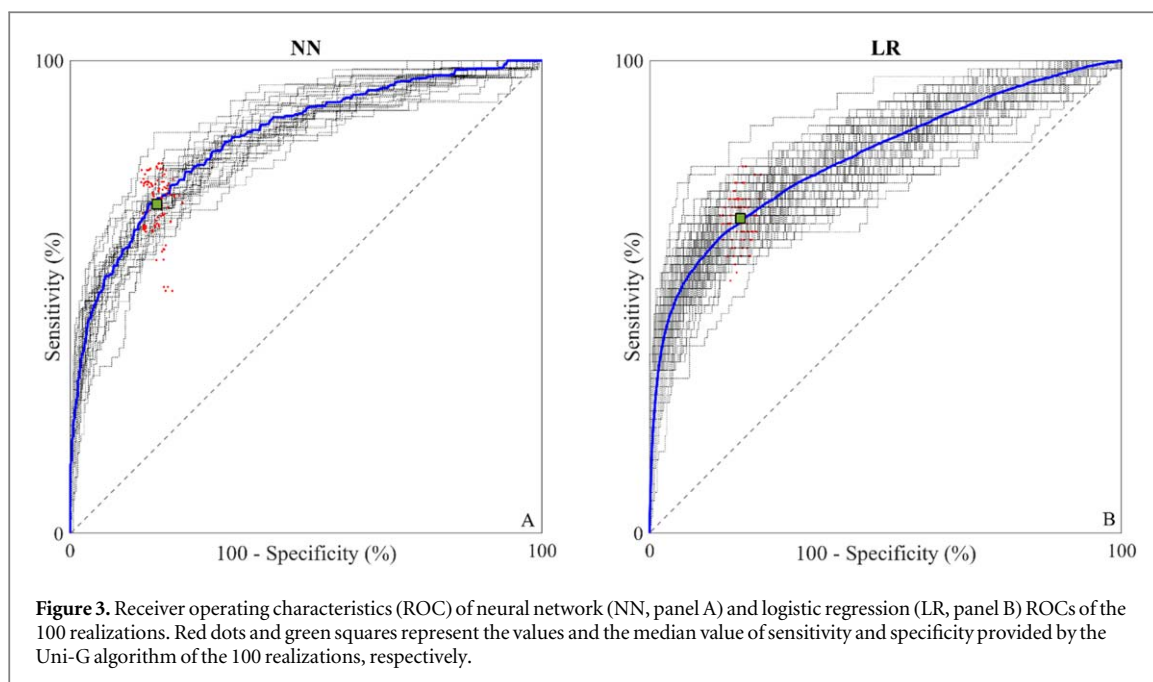 NN
100
Sensitivity (%)
0
A
0
100 - Specificity (%)
100
LR
100
Sensitivity (%)
0
B
0
100 - Specificity (%)
100
Figure 3. Receiver operating characteristics (ROC) of neural network (NN, panel A) and logistic regression (LR, panel B) ROCs of the
100 realizations. Red dots and green squares represent the values and the median value of sensitivity and specificity provided by the
Uni-G algorithm of the 100 realizations, respectively.